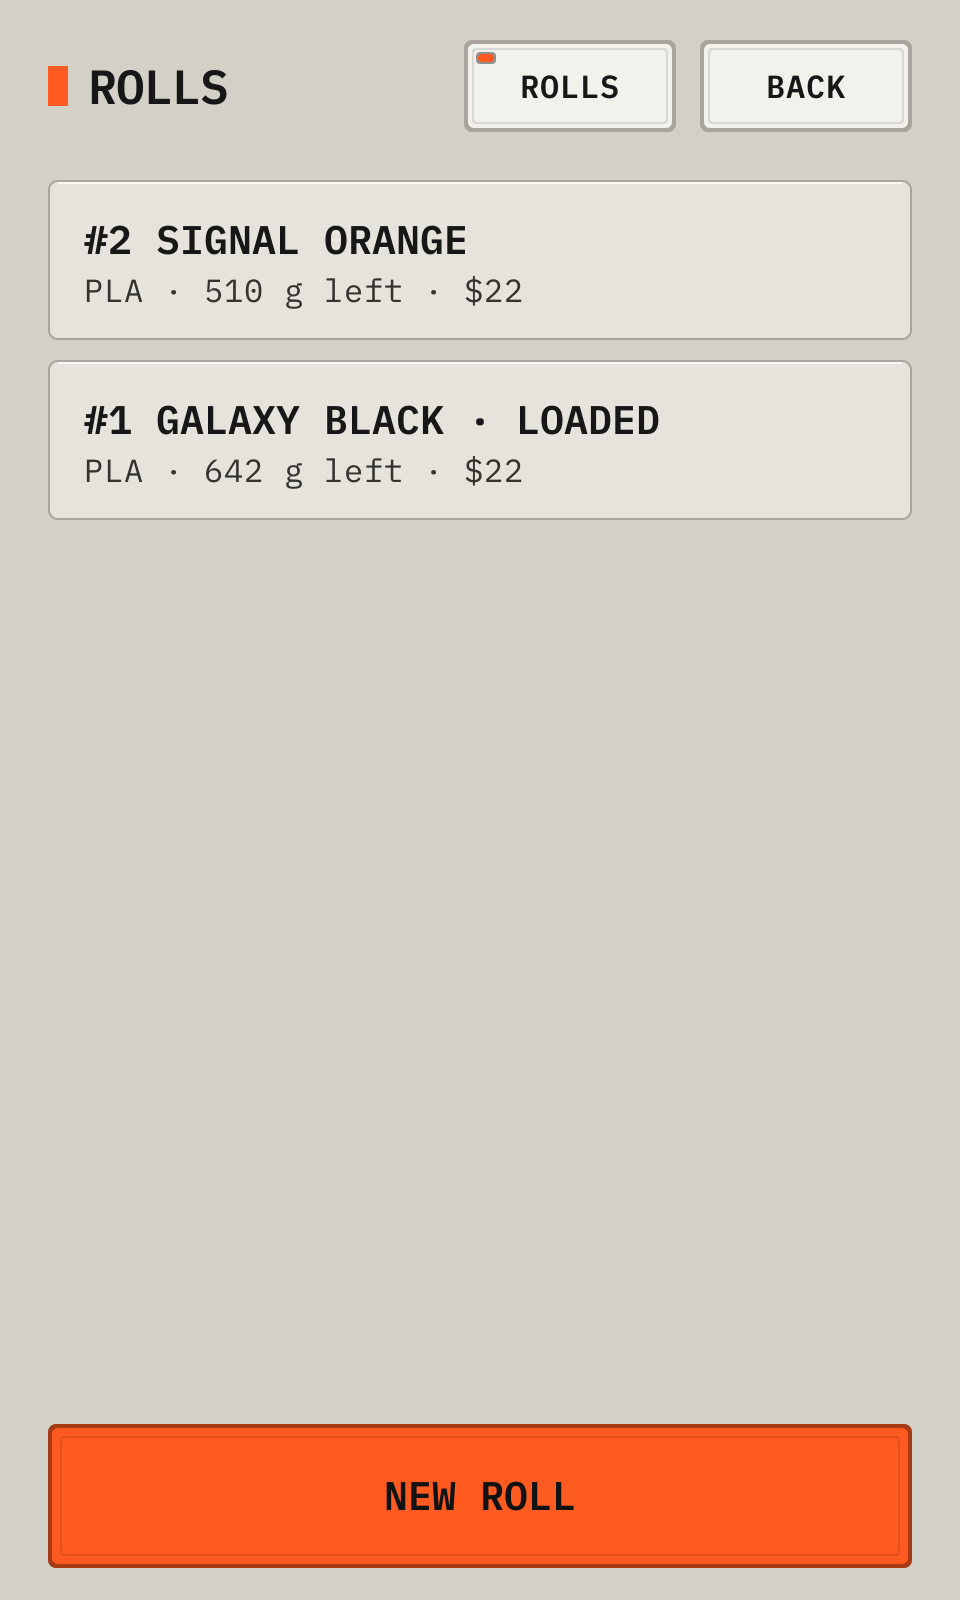 ROLLS
ROLLS
BACK
#2 SIGNAL ORANGE
PLA · 510 g left · $22
#1 GALAXY BLACK · LOADED
PLA · 642 g left · $22
NEW ROLL